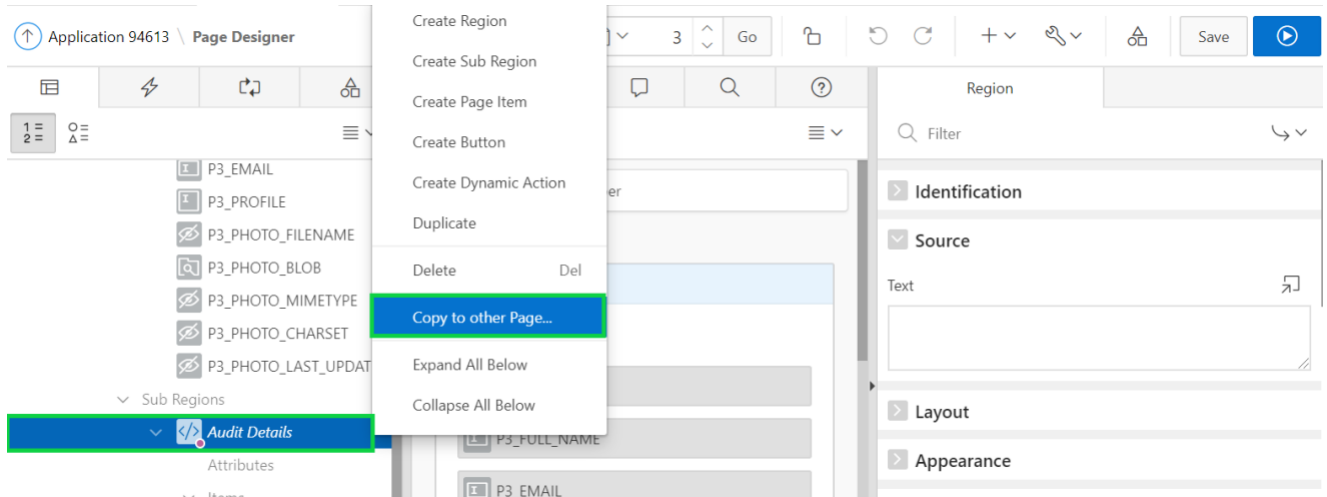 Application 94613 \ Page Designer
3
Go
Save
Create Region
Create Sub Region
Create Page Item
Create Button
Create Dynamic Action
Duplicate
Delete Del
Copy to other Page...
Expand All Below
Collapse All Below
P3_EMAIL
P3_PROFILE
P3_PHOTO_FILENAME
P3_PHOTO_BLOB
P3_PHOTO_MIMETYPE
P3_PHOTO_CHARSET
P3_PHOTO_LAST_UPDAT
Sub Regions
Audit Details
Attributes
Items
P3_FULL_NAME
P3_EMAIL
Region
Filter
Identification
Source
Text
Layout
Appearance